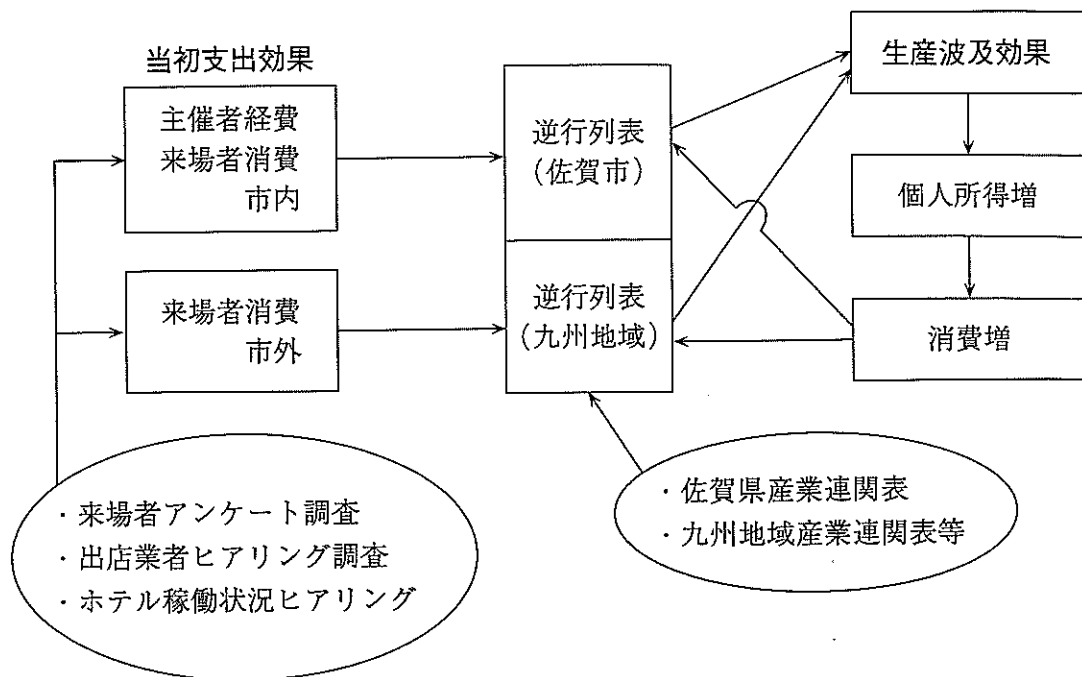 当初支出効果
主催者経費
来場者消費
市内
来場者消費
市外
逆行列表
（佐賀市）
逆行列表
（九州地域）
生産波及効果
個人所得増
消費増
・来場者アンケート調査
・出店業者ヒアリング調査
・ホテル稼働状況ヒアリング
・佐賀県産業連関表
・九州地域産業連関表等